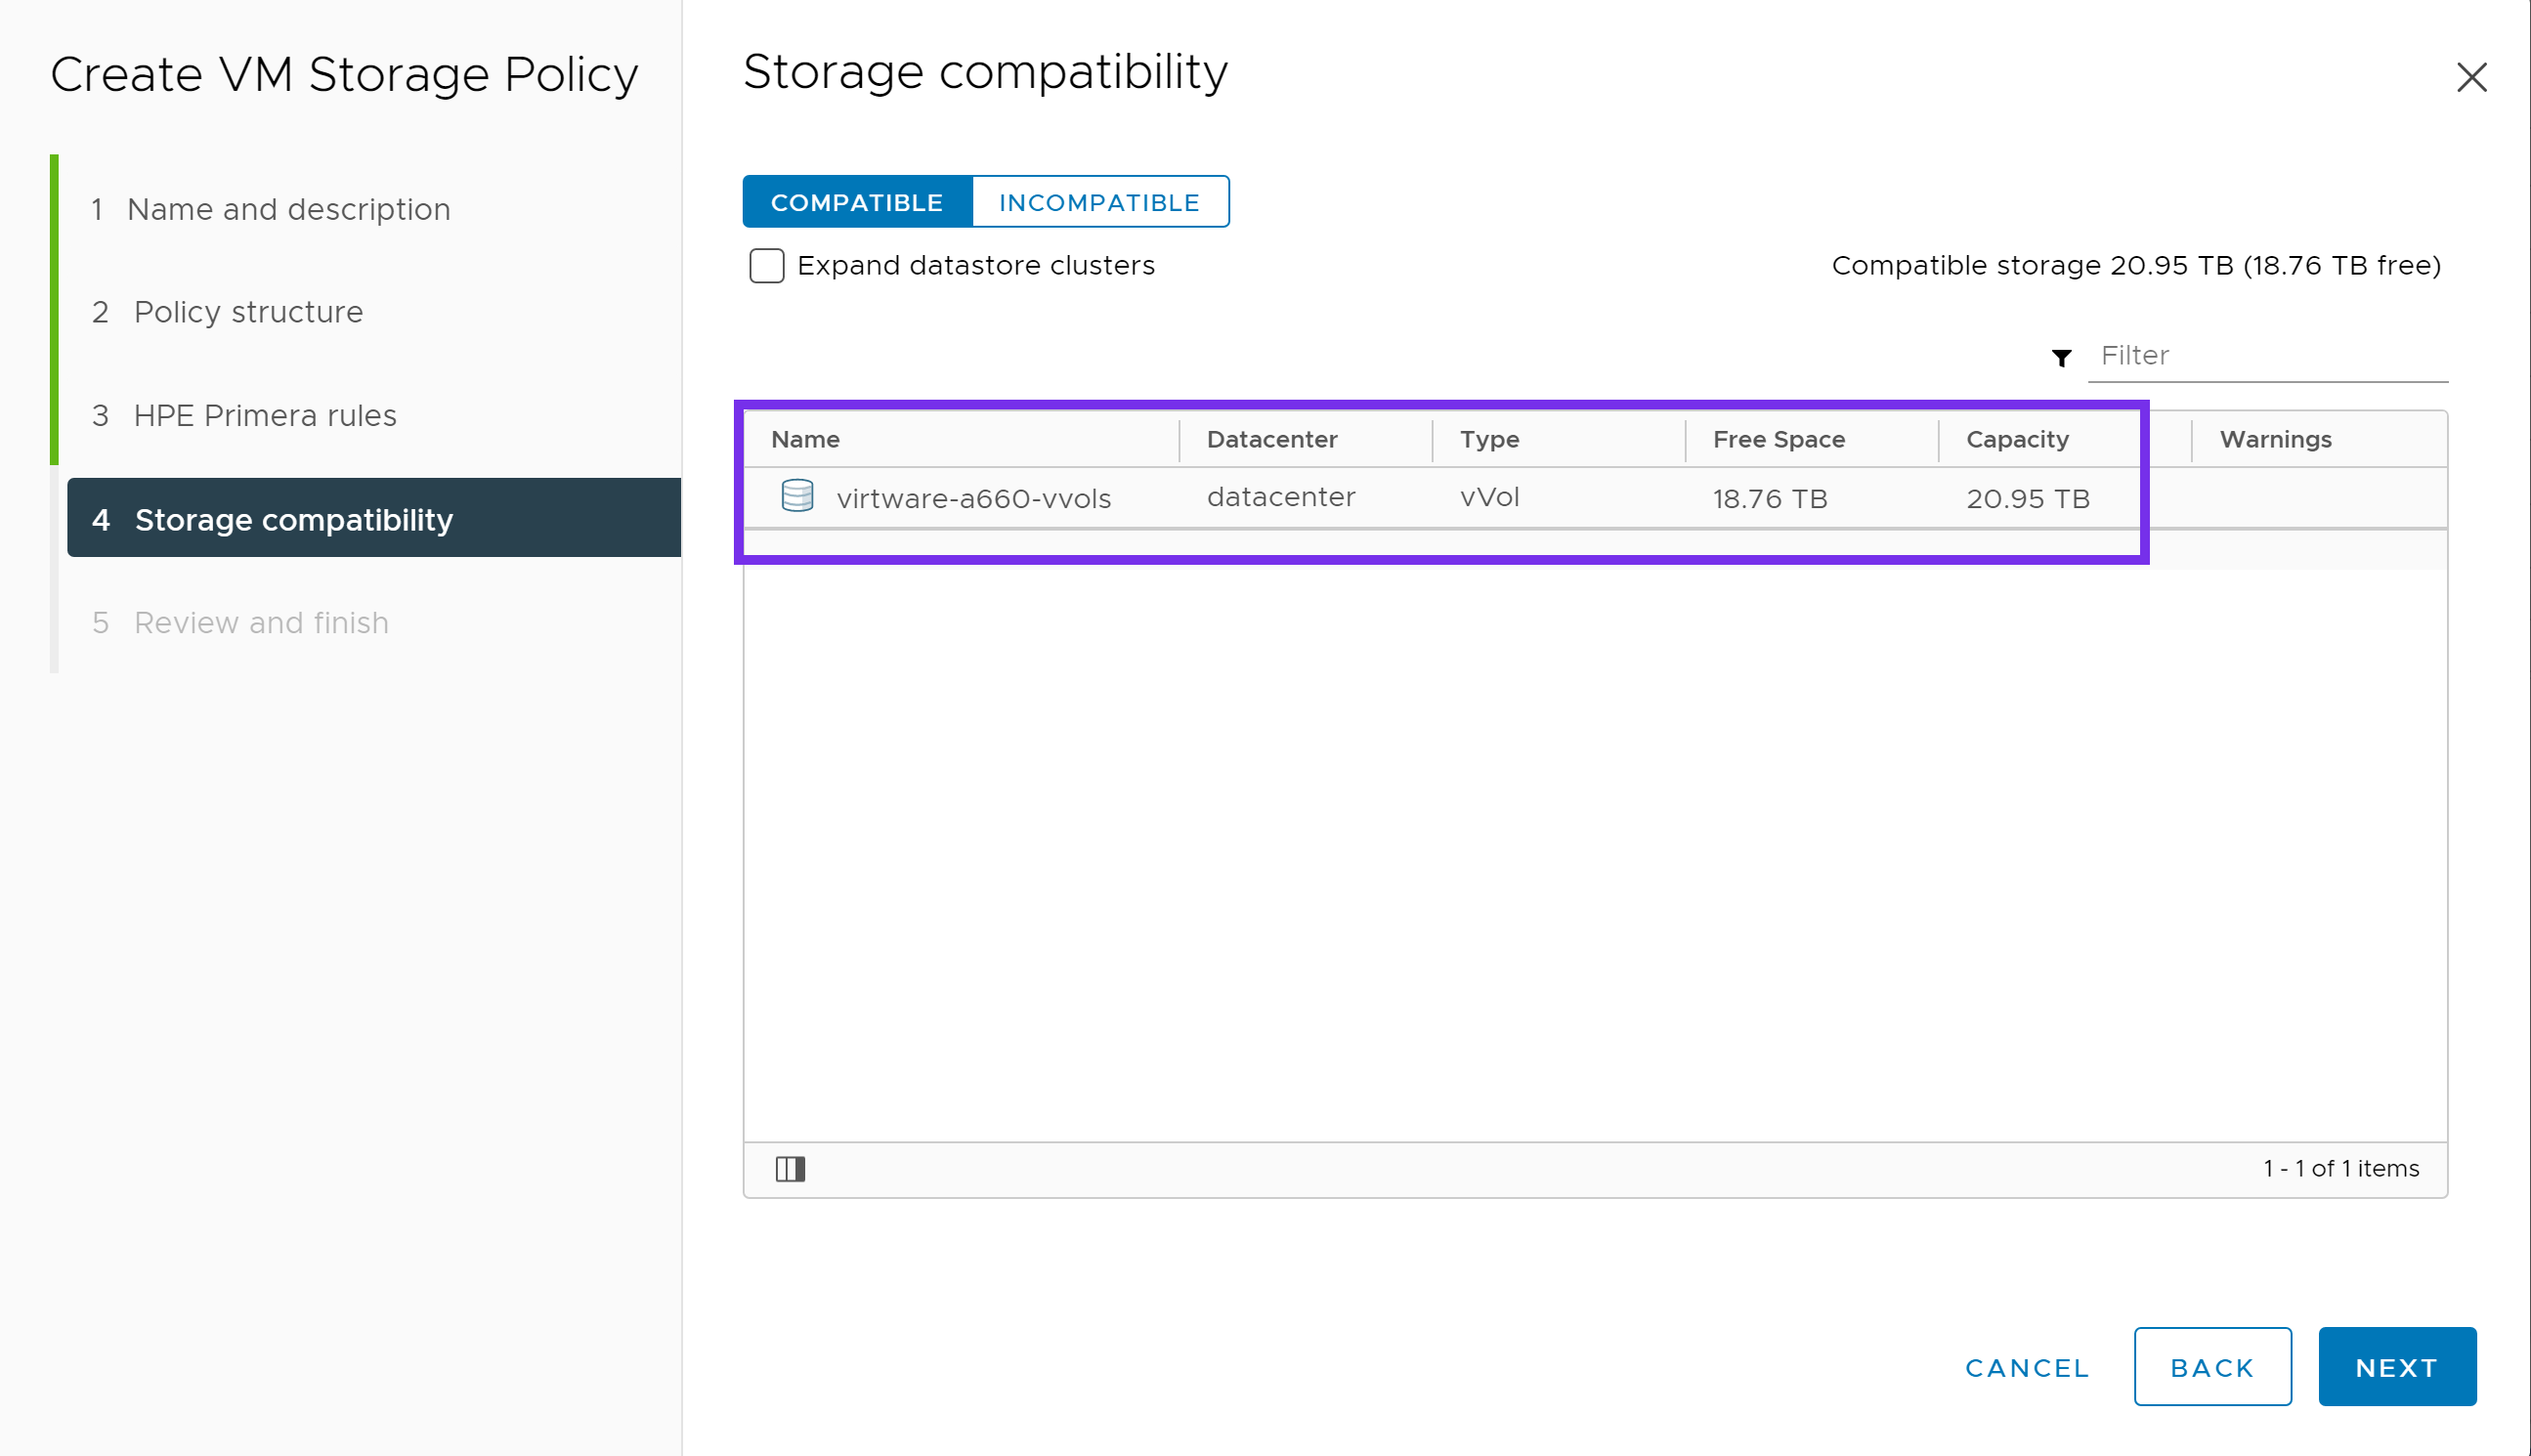 Create VM Storage Policy
1 Name and description
2 Policy structure
3 HPE Primera rules
4 Storage compatibility
5 Review and finish
Storage compatibility
COMPATIBLE INCOMPATIBLE
Expand datastore clusters
Compatible storage 20.95 TB (18.76 TB free)
Filter
Name Datacenter Type Free Space Capacity Warnings
virtware-a660-vvols datacenter vVol 18.76 TB 20.95 TB
1 - 1 of 1 items
CANCEL BACK NEXT